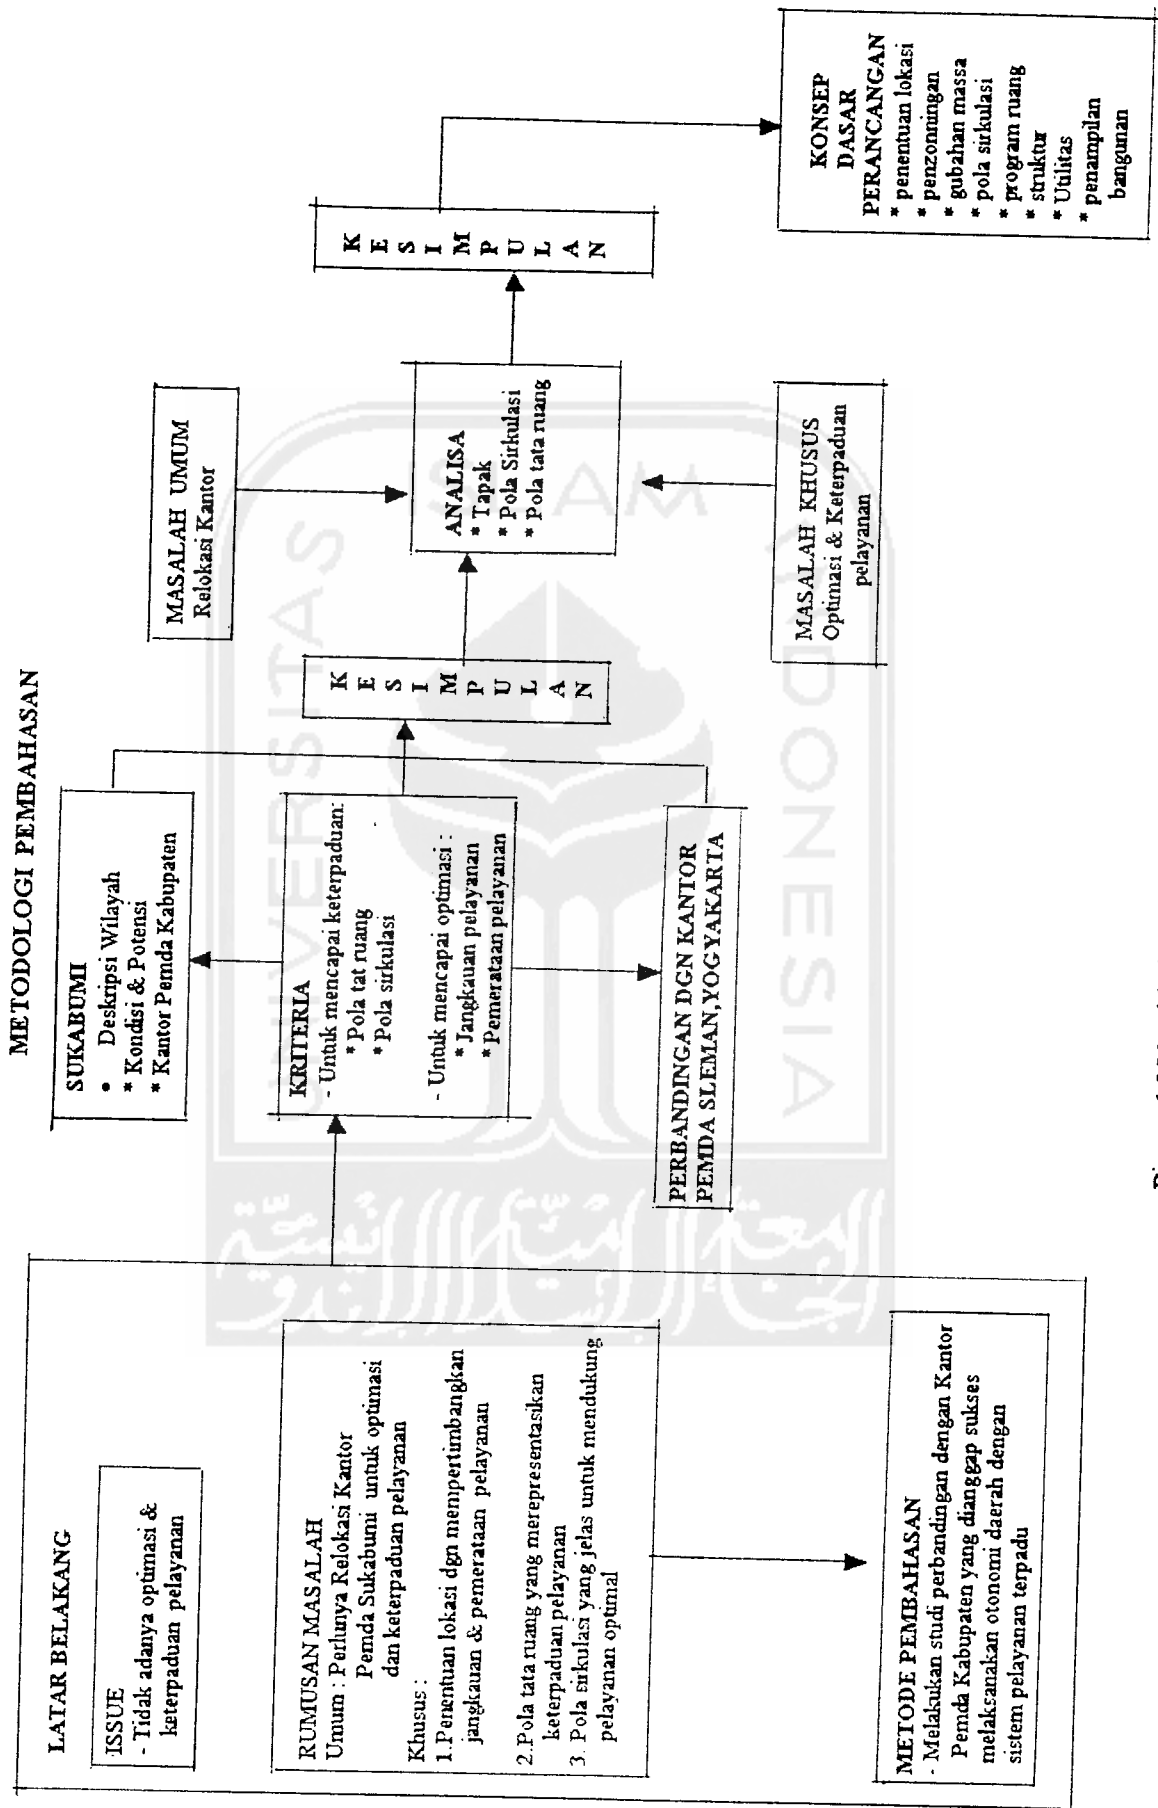 METODOLOGI PEMBAHASAN
LATAR BELAKANG
ISSUE
- Tidak adanya optimasi &
keterpaduan pelayanan
RUMUSAN MASALAH
Umum : Perlunya Relokasi Kantor
Pemda Sukabumi untuk optimasi
dan keterpaduan pelayanan
Khusus :
1.Penentuan lokasi dgn mempertimbangkan
jangkauan & pemerataan pelayanan
2.Pola tata ruang yang merepresentasikan
keterpaduan pelayanan
3. Pola sirkulasi yang jelas untuk mendukung
pelayanan optimal
METODE PEMBAHASAN
- Melakukan studi perbandingan dengan Kantor
Pemda Kabupaten yang dianggap sukses
melaksanakan otonomi daerah dengan
sistem pelayanan terpadu
SUKABUMI
• Deskripsi Wilayah
* Kondisi & Potensi
* Kantor Pemda Kabupaten
KRITERIA
- Untuk mencapai keterpaduan:
* Pola tat ruang
* Pola sirkulasi
- Untuk mencapai optimasi :
* Jangkauan pelayanan
* Pemerataan pelayanan
PERBANDINGAN DGN KANTOR
PEMDA SLEMAN,YOGYAKARTA
K
E
S
I
M
P
U
L
A
N
MASALAH UMUM
Relokasi Kantor
ANALISA
* Tapak
* Pola Sirkulasi
* Pola tata ruang
MASALAH KHUSUS
Optimasi & Keterpaduan
pelayanan
K
E
S
I
M
P
U
L
A
N
KONSEP
DASAR
PERANCANGAN
* penentuan lokasi
* penzonningan
* gubahan massa
* pola sirkulasi
* program ruang
* struktur
* Utilitas
* penampilan
bangunan
UNIVERSITAS
ISLAM
INDONESIA